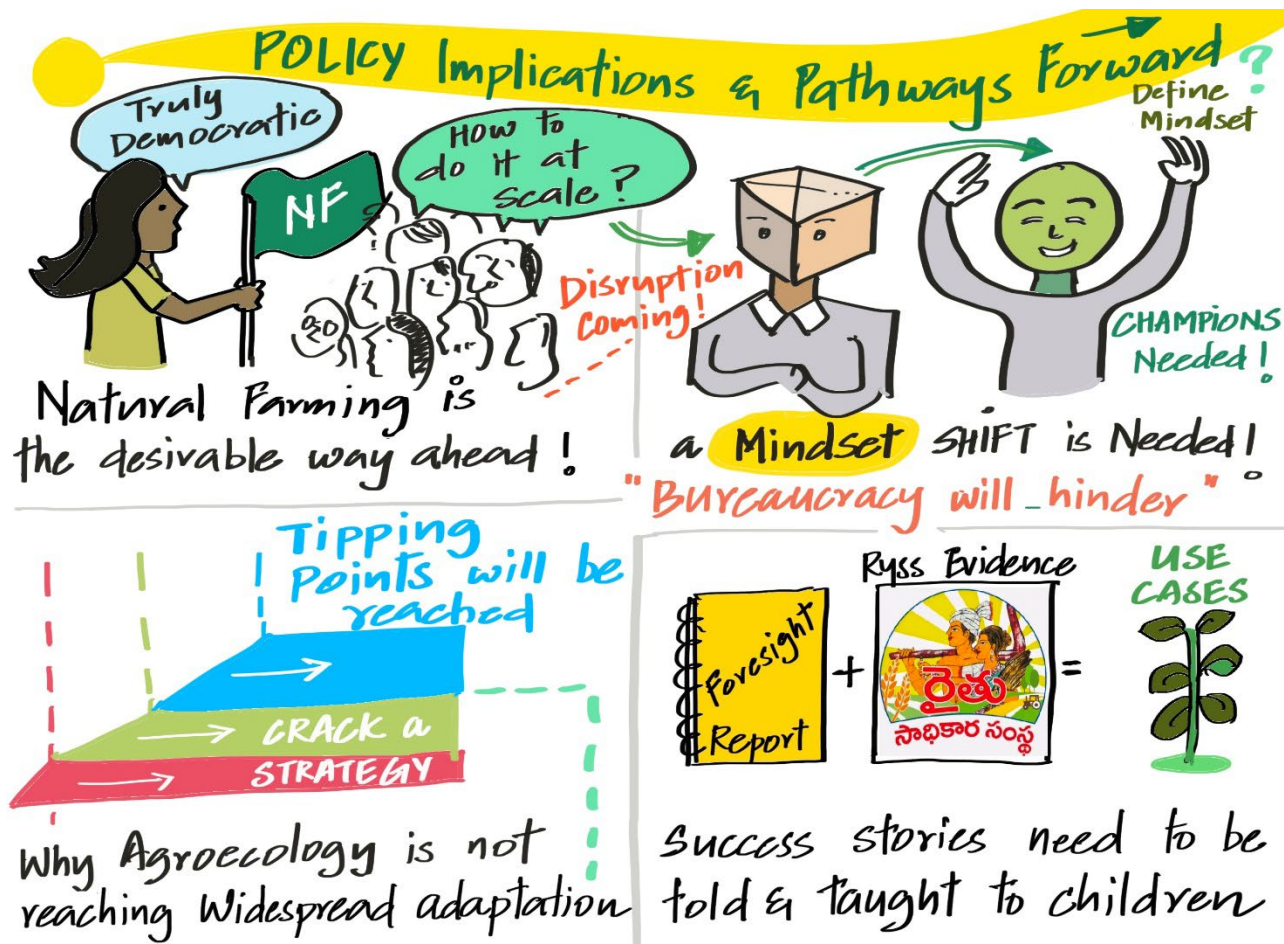 POLICY Implications & Pathways Forward ?
Truly
Democratic
NF
HOW to
do it at
scale ?
Define
Mindset
Disruption
Coming!
CHAMPIONS
Needed !
Natural Farming is
the desirable way ahead !
a Mindset SHIFT is Needed!
"Bureaucracy will hinder"
Tipping
Points will be
reached
CRACK a
STRATEGY
Why Agroecology is not
reaching Widespread adaptation
Foresight
Report
+
Ryss Evidence
రైతు
సాధికార సంస్థ
=
USE
CASES
Success stories need to be
told & taught to children